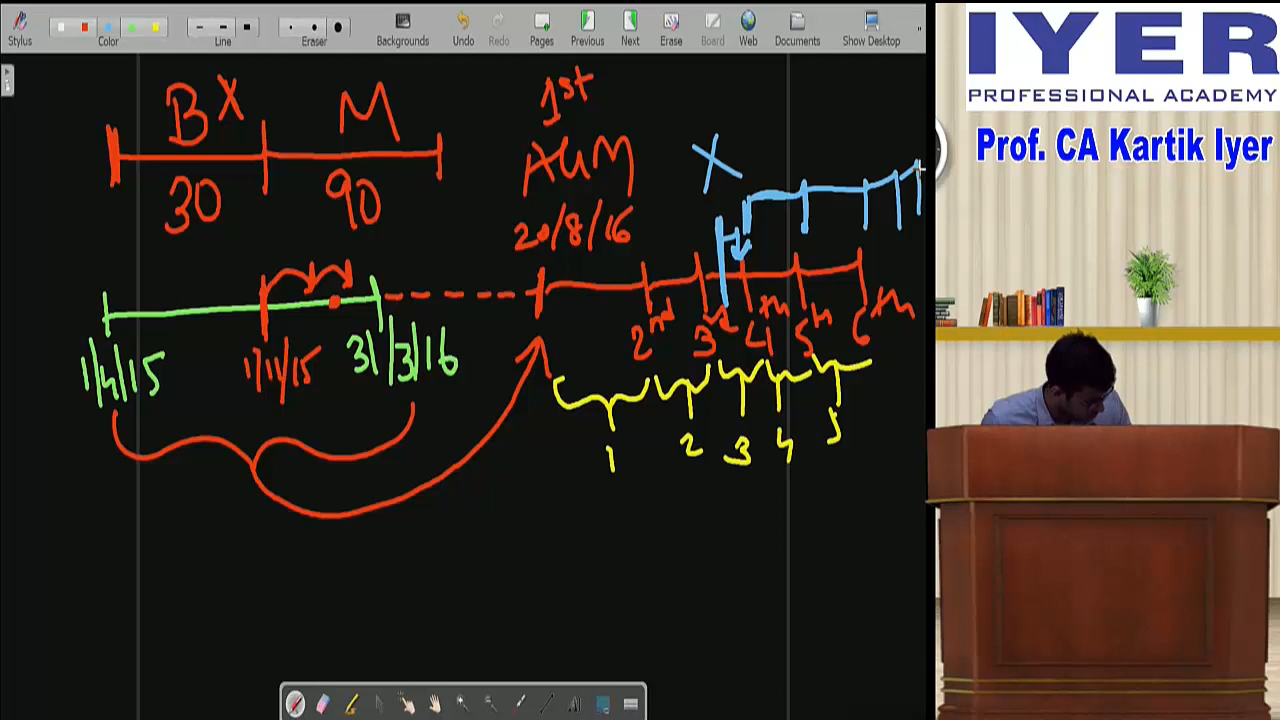 Stylus
Color
Line
Eraser
Backgrounds
Undo
Redo
Pages
Previous
Next
Erase
Board
Web
Documents
Show Desktop
IYER
PROFESSIONAL ACADEMY
Prof. CA Kartik Iyer
B X
M
30
90
1st
AGM
20/8/16
X
1/4/15
1/11/15
31/3/16
2nd
3rd
4th
5th
6th
1
2
3
4
5